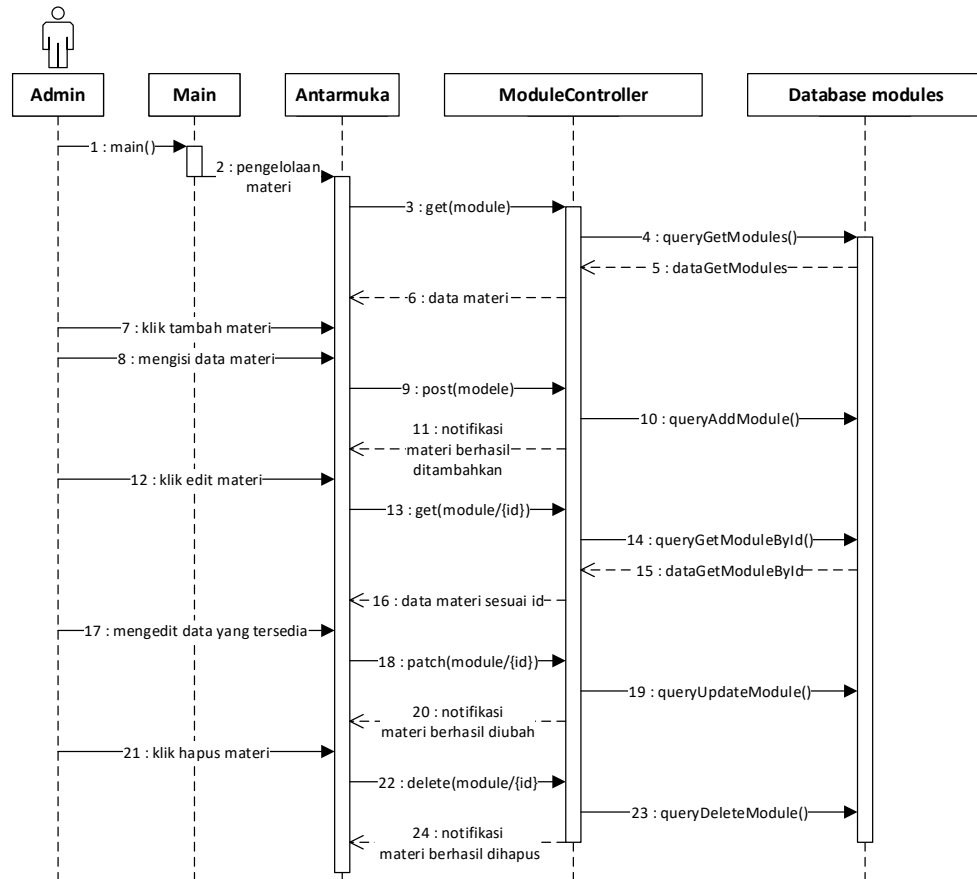 Admin
Main
Antarmuka
ModuleController
Database modules
1 : main()
2 : pengelolaan
materi
3 : get(module)
4 : queryGetModules()
5 : dataGetModules
6 : data materi
7 : klik tambah materi
8 : mengisi data materi
9 : post(modele)
10 : queryAddModule()
11 : notifikasi
materi berhasil
ditambahkan
12 : klik edit materi
13 : get(module/{id})
14 : queryGetModuleById()
15 : dataGetModuleById
16 : data materi sesuai id
17 : mengedit data yang tersedia
18 : patch(module/{id})
19 : queryUpdateModule()
20 : notifikasi
materi berhasil diubah
21 : klik hapus materi
22 : delete(module/{id}
23 : queryDeleteModule()
24 : notifikasi
materi berhasil dihapus